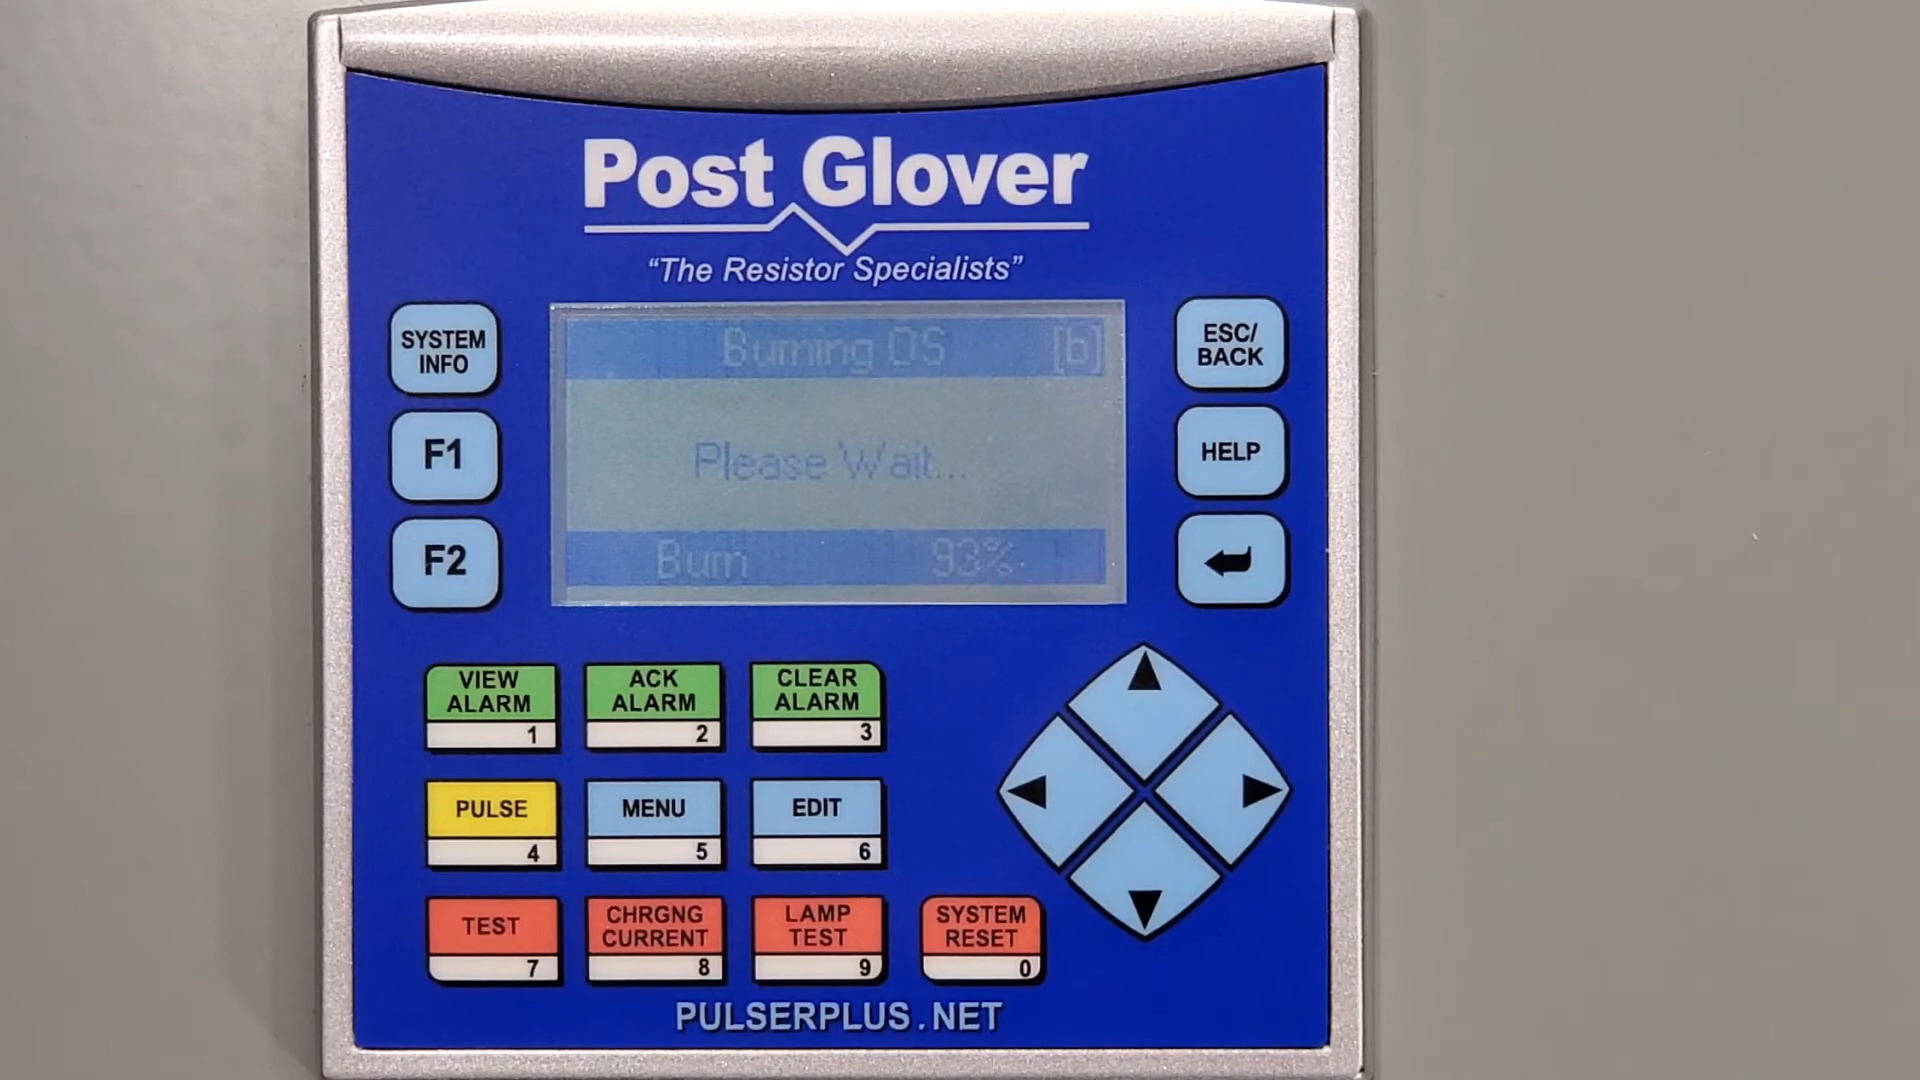 Post Glover
“The Resistor Specialists”
SYSTEM
INFO
F1
F2
Burning OS [b]
Please Wait...
Burn 93%
ESC/
BACK
HELP
VIEW
ALARM
1
ACK
ALARM
2
CLEAR
ALARM
3
PULSE
4
MENU
5
EDIT
6
TEST
7
CHRGNG
CURRENT
8
LAMP
TEST
9
SYSTEM
RESET
0
PULSERPLUS.NET